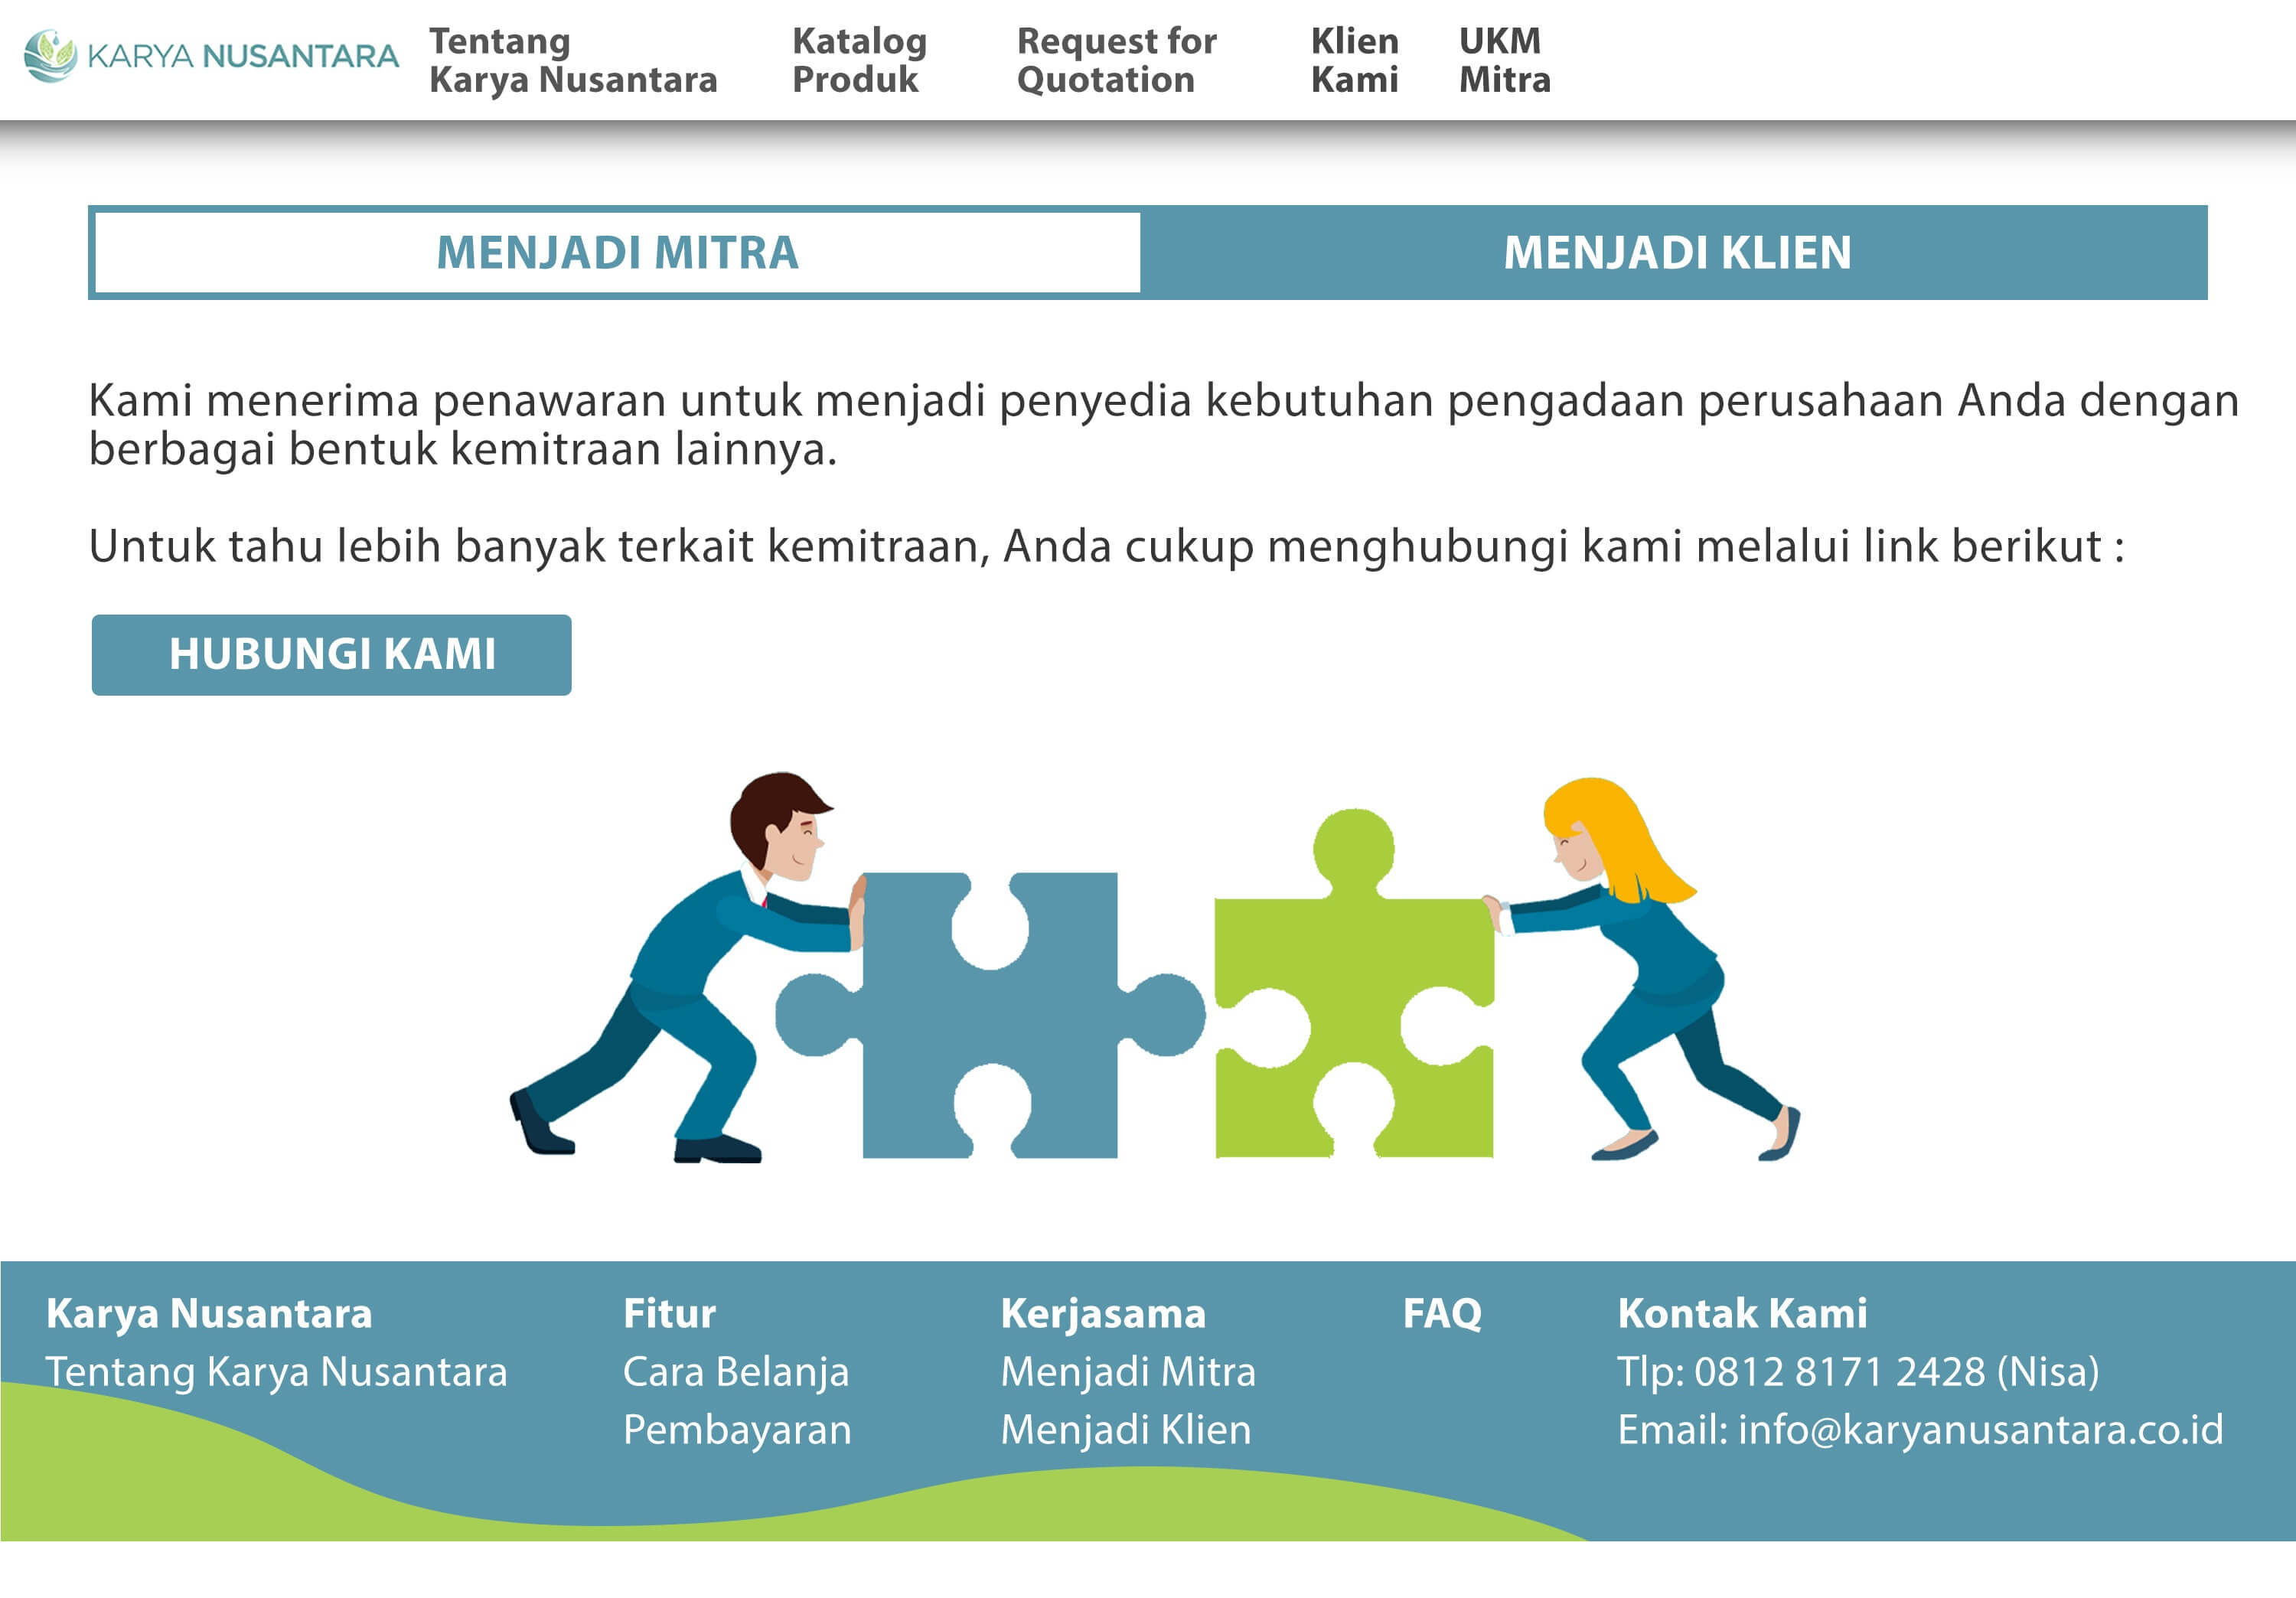 KARYA NUSANTARA
Tentang
Karya Nusantara
Katalog
Produk
Request for
Quotation
Klien
Kami
UKM
Mitra
MENJADI MITRA
MENJADI KLIEN
Kami menerima penawaran untuk menjadi penyedia kebutuhan pengadaan perusahaan Anda dengan
berbagai bentuk kemitraan lainnya.
Untuk tahu lebih banyak terkait kemitraan, Anda cukup menghubungi kami melalui link berikut :
HUBUNGI KAMI
Karya Nusantara
Tentang Karya Nusantara
Fitur
Cara Belanja
Pembayaran
Kerjasama
Menjadi Mitra
Menjadi Klien
FAQ
Kontak Kami
Tlp: 0812 8171 2428 (Nisa)
Email: info@karyanusantara.co.id